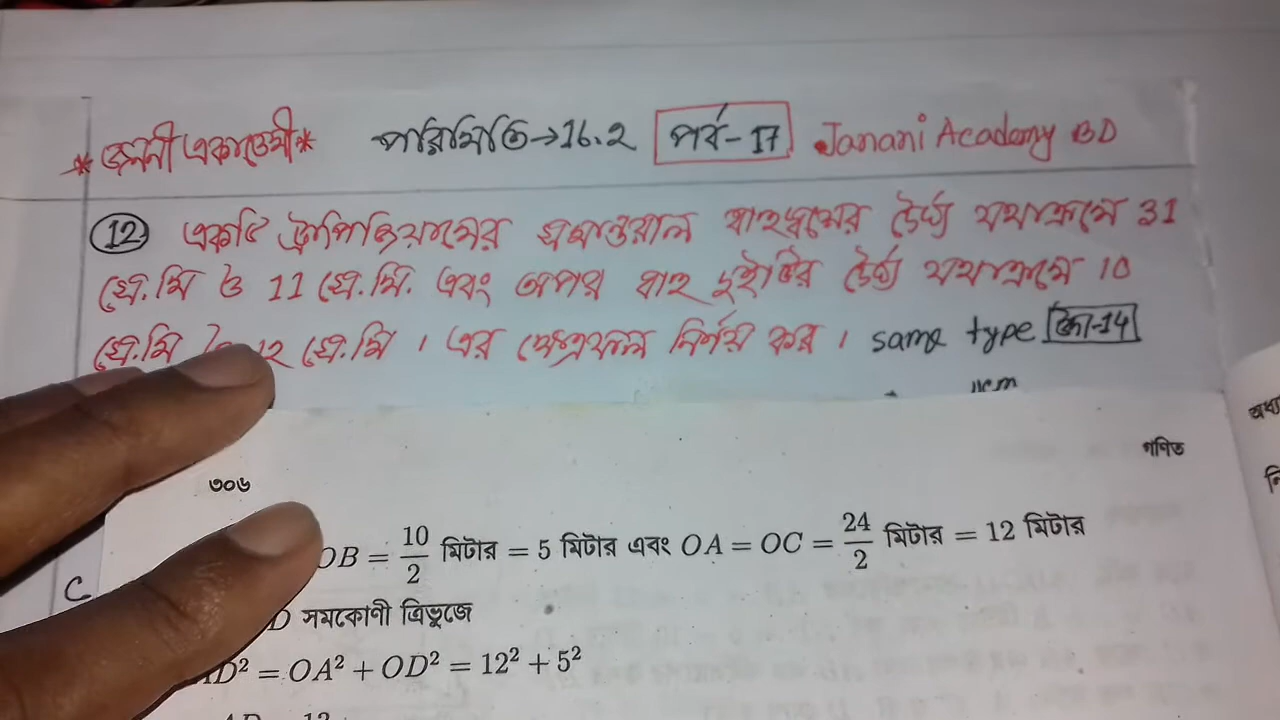 *জননী একাডেমী* পরিমিতি→16.2 পর্ব-17 Janani Academy BD
12 একটি ট্রাপিজিয়ামের সমান্তরাল বাহুদ্বয়ের দৈর্ঘ্য যথাক্রমে 31
সে.মি ও 11 সে.মি. এবং অপর বাহু দুইটির দৈর্ঘ্য যথাক্রমে 10
সে.মি সে.মি । এর ক্ষেত্রফল নির্ণয় কর । same type 14
11cm
গণিত
৩০৬
OB = 10/2 মিটার = 5 মিটার এবং OA = OC = 24/2 মিটার = 12 মিটার
C
D সমকোণী ত্রিভুজে
D² = OA² + OD² = 12² + 5²